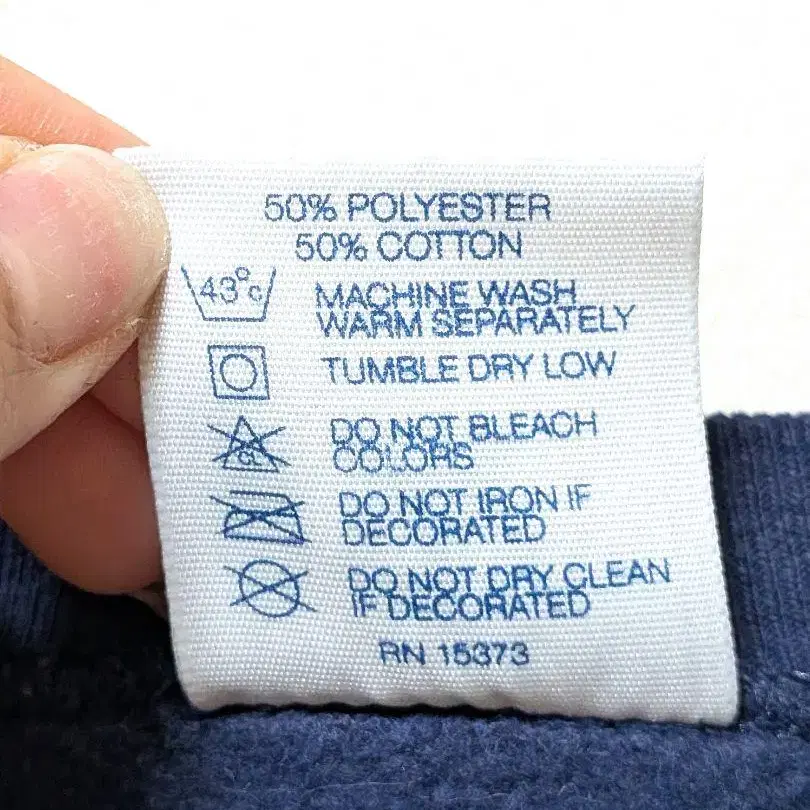 50% POLYESTER
50% COTTON
43°C
MACHINE WASH
WARM SEPARATELY
TUMBLE DRY LOW
CL
DO NOT BLEACH
COLORS
DO NOT IRON IF
DECORATED
DO NOT DRY CLEAN
IF DECORATED
RN 15373